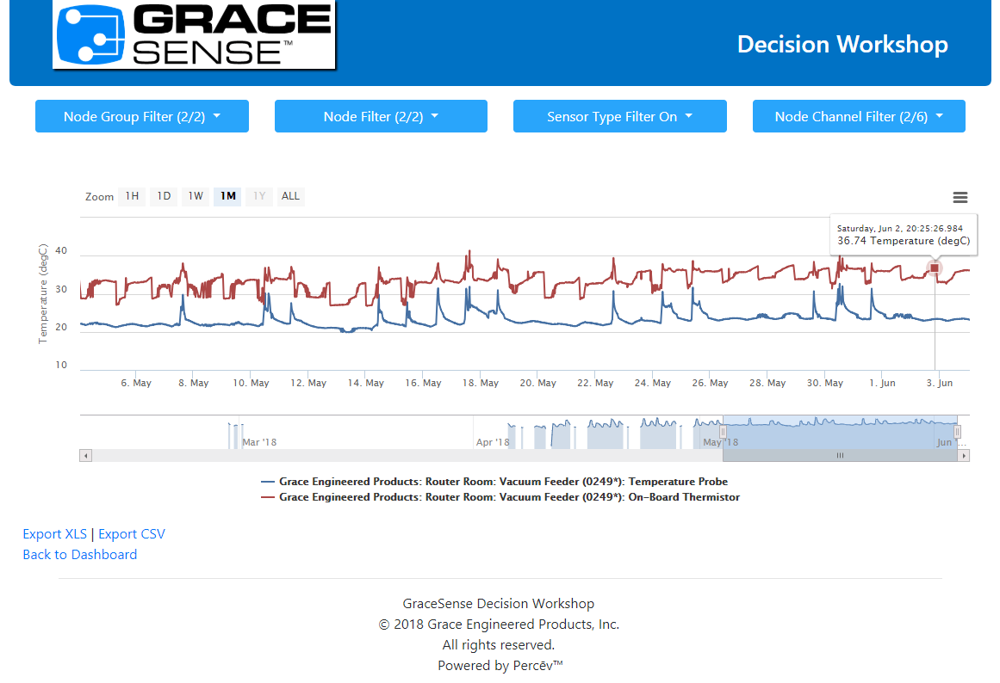 GRACE
SENSE™
Decision Workshop
Node Group Filter (2/2)
Node Filter (2/2)
Sensor Type Filter On
Node Channel Filter (2/6)
Zoom 1H 1D 1W 1M 1Y ALL
Saturday, Jun 2, 20:25:26.984
36.74 Temperature (degC)
Temperature (degC)
40
30
20
10
6. May 8. May 10. May 12. May 14. May 16. May 18. May 20. May 22. May 24. May 26. May 28. May 30. May 1. Jun 3. Jun
Mar '18 Apr '18 May '18 Jun '…
Grace Engineered Products: Router Room: Vacuum Feeder (0249*): Temperature Probe
Grace Engineered Products: Router Room: Vacuum Feeder (0249*): On-Board Thermistor
Export XLS | Export CSV
Back to Dashboard
GraceSense Decision Workshop
© 2018 Grace Engineered Products, Inc.
All rights reserved.
Powered by Percēv™